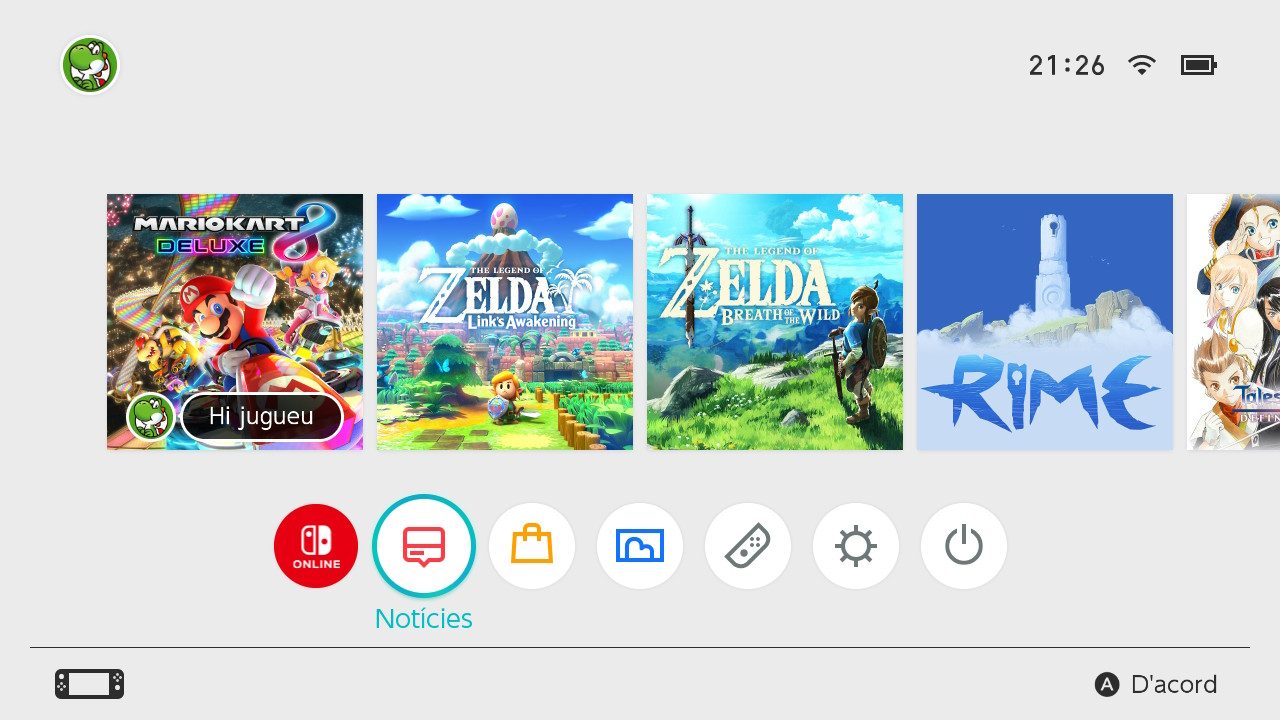 21:26
MARIOKART 8
DELUXE
Hi jugueu
THE LEGEND OF
ZELDA
Link's Awakening
THE LEGEND OF
ZELDA
BREATH OF THE WILD
RIME
Tales
ONLINE
Notícies
A D'acord